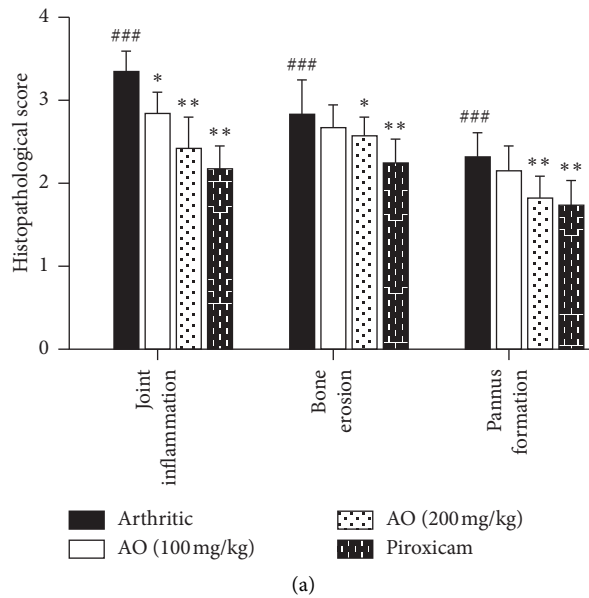 4
3
2
1
0
Histopathological score
###
*
**
**
###
*
**
###
**
**
Joint
inflammation
Bone
erosion
Pannus
formation
Arthritic
AO (100 mg/kg)
AO (200 mg/kg)
Piroxicam
(a)